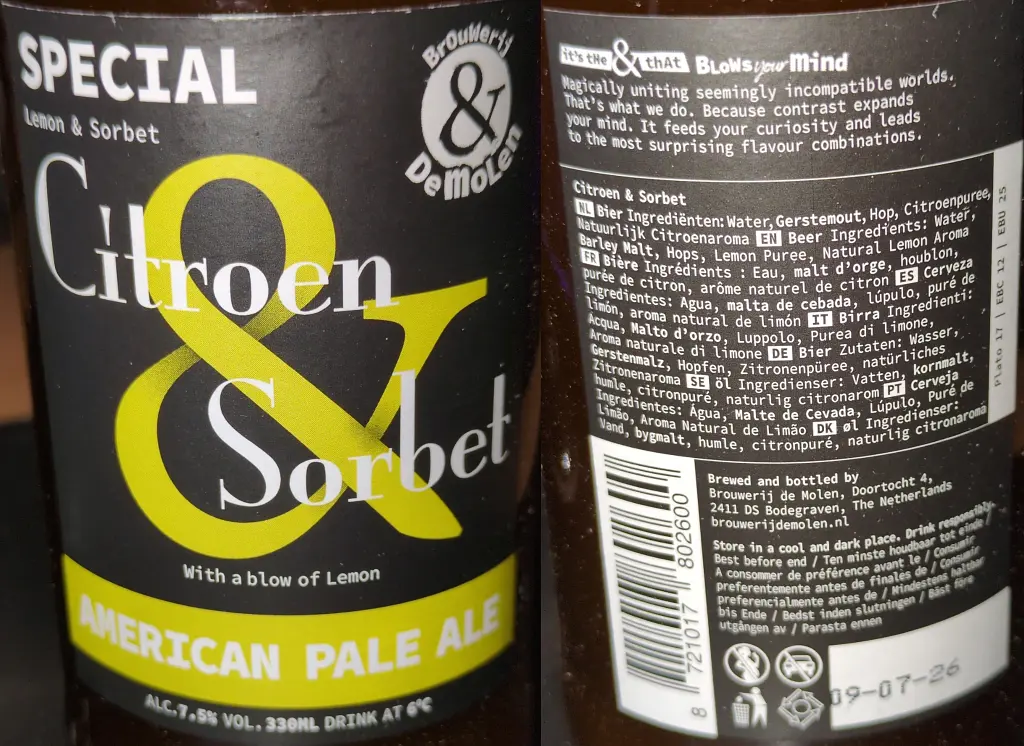 SPECIAL
Lemon & Sorbet
Brouwerij
&
De Molen
Citroen
&
Sorbet
With a blow of Lemon
AMERICAN PALE ALE
ALC.7.5% VOL. 330ML DRINK AT 6°C
it's the & that Blows your Mind
Magically uniting seemingly incompatible worlds.
That's what we do. Because contrast expands
your mind. It feeds your curiosity and leads
to the most surprising flavour combinations.
Citroen & Sorbet
NL Bier Ingrediënten: Water, Gerstemout, Hop, Citroenpuree,
Natuurlijk Citroenaroma EN Beer Ingredients: Water,
Barley Malt, Hops, Lemon Puree, Natural Lemon Aroma
FR Bière Ingrédients : Eau, malt d'orge, houblon,
purée de citron, arôme naturel de citron ES Cerveza
Ingredientes: Agua, malta de cebada, lúpulo, puré de
limón, aroma natural de limón IT Birra Ingredienti:
Acqua, Malto d'orzo, Luppolo, Purea di limone,
Aroma naturale di limone DE Bier Zutaten: Wasser,
Gerstenmalz, Hopfen, Zitronenpüree, natürliches
Zitronenaroma SE öl Ingredienser: Vatten, kornmalt,
humle, citronpuré, naturlig citronarom PT Cerveja
Ingredientes: Água, Malte de Cevada, Lúpulo, Puré de
Limão, Aroma Natural de Limão DK øl Ingredienser:
Vand, bygmalt, humle, citronpuré, naturlig citronaroma
Plato 17 | EBC 12 | EBU 25
8 721017 802600
Brewed and bottled by
Brouwerij de Molen, Doortocht 4,
2411 DS Bodegraven, The Netherlands
brouwerijdemolen.nl
Store in a cool and dark place. Drink responsibly.
Best before end / Ten minste houdbaar tot einde /
A consommer de préférence avant le / Consumir
preferentemente antes de finales de / Consumir
preferencialmente antes de / Mindestens haltbar
bis Ende / Bedst inden slutningen / Bäst före
utgången av / Parasta ennen
09-07-26